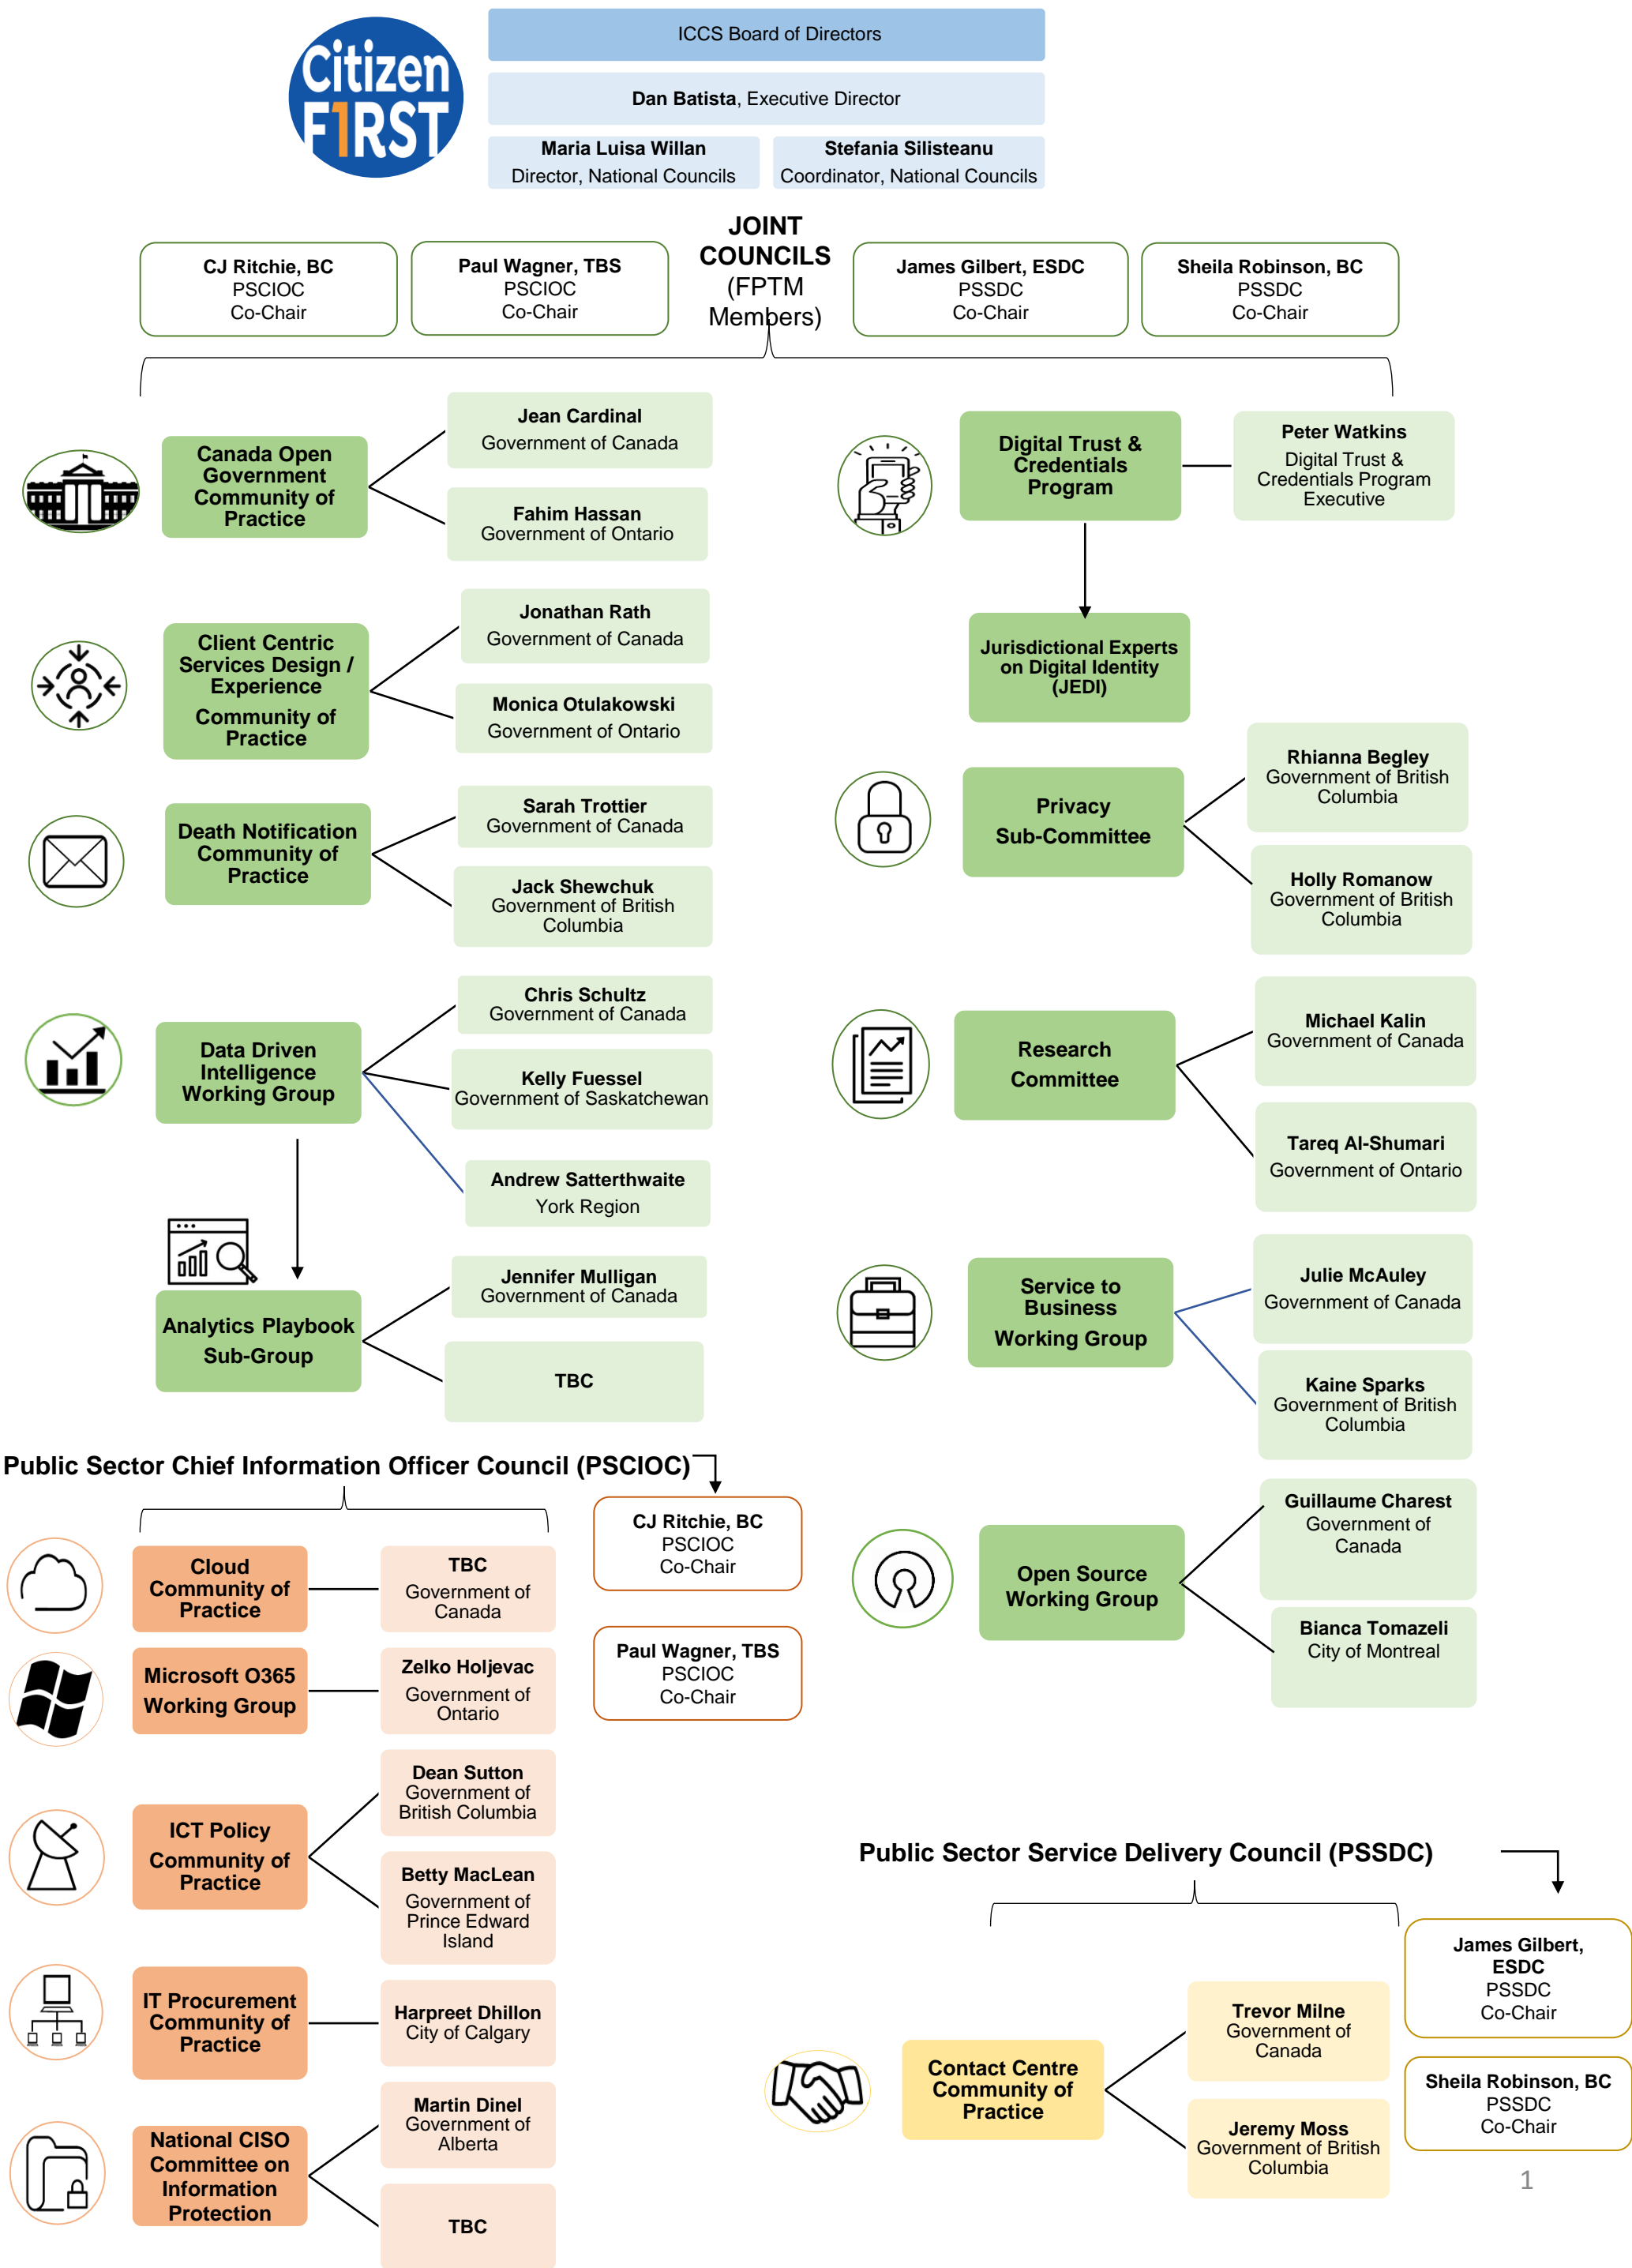 Citizen
F1RST
ICCS Board of Directors
Dan Batista, Executive Director
Maria Luisa Willan
Director, National Councils
Stefania Silisteanu
Coordinator, National Councils
JOINT
COUNCILS
(FPTM
Members)
CJ Ritchie, BC
PSCIOC
Co-Chair
Paul Wagner, TBS
PSCIOC
Co-Chair
James Gilbert, ESDC
PSSDC
Co-Chair
Sheila Robinson, BC
PSSDC
Co-Chair
Canada Open
Government
Community of
Practice
Jean Cardinal
Government of Canada
Fahim Hassan
Government of Ontario
Client Centric
Services Design /
Experience
Community of
Practice
Jonathan Rath
Government of Canada
Monica Otulakowski
Government of Ontario
Death Notification
Community of
Practice
Sarah Trottier
Government of Canada
Jack Shewchuk
Government of British
Columbia
Data Driven
Intelligence
Working Group
Chris Schultz
Government of Canada
Kelly Fuessel
Government of Saskatchewan
Andrew Satterthwaite
York Region
Analytics Playbook
Sub-Group
Jennifer Mulligan
Government of Canada
TBC
Digital Trust &
Credentials
Program
Peter Watkins
Digital Trust &
Credentials Program
Executive
Jurisdictional Experts
on Digital Identity
(JEDI)
Privacy
Sub-Committee
Rhianna Begley
Government of British
Columbia
Holly Romanow
Government of British
Columbia
Research
Committee
Michael Kalin
Government of Canada
Tareq Al-Shumari
Government of Ontario
Service to
Business
Working Group
Julie McAuley
Government of Canada
Kaine Sparks
Government of British
Columbia
Open Source
Working Group
Guillaume Charest
Government of
Canada
Bianca Tomazeli
City of Montreal
Public Sector Chief Information Officer Council (PSCIOC)
CJ Ritchie, BC
PSCIOC
Co-Chair
Paul Wagner, TBS
PSCIOC
Co-Chair
Cloud
Community of
Practice
TBC
Government of
Canada
Microsoft O365
Working Group
Zelko Holjevac
Government of
Ontario
ICT Policy
Community of
Practice
Dean Sutton
Government of
British Columbia
Betty MacLean
Government of
Prince Edward
Island
IT Procurement
Community of
Practice
Harpreet Dhillon
City of Calgary
National CISO
Committee on
Information
Protection
Martin Dinel
Government of
Alberta
TBC
Public Sector Service Delivery Council (PSSDC)
James Gilbert,
ESDC
PSSDC
Co-Chair
Sheila Robinson, BC
PSSDC
Co-Chair
Contact Centre
Community of
Practice
Trevor Milne
Government of
Canada
Jeremy Moss
Government of British
Columbia
1